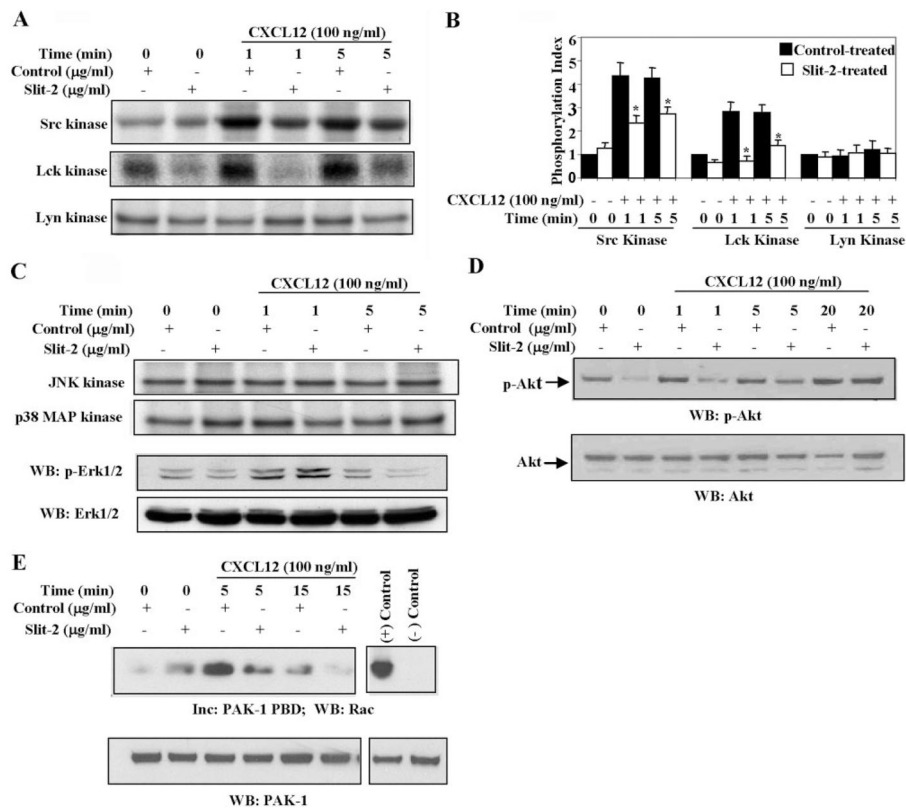 A
CXCL12 (100 ng/ml)
Time (min) 0 0 1 1 5 5
Control (µg/ml) + - + - + -
Slit-2 (µg/ml) - + - + - +
Src kinase
Lck kinase
Lyn kinase
B
Phosphorylation Index
6
5
4
3
2
1
0
Control-treated
Slit-2-treated
* * * *
CXCL12 (100 ng/ml) - - + + + + - - + + + + - - + + + +
Time (min) 0 0 1 1 5 5 0 0 1 1 5 5 0 0 1 1 5 5
Src Kinase Lck Kinase Lyn Kinase
C
CXCL12 (100 ng/ml)
Time (min) 0 0 1 1 5 5
Control (µg/ml) + - + - + -
Slit-2 (µg/ml) - + - + - +
JNK kinase
p38 MAP kinase
WB: p-Erk1/2
WB: Erk1/2
D
CXCL12 (100 ng/ml)
Time (min) 0 0 1 1 5 5 20 20
Control (µg/ml) + - + - + - + -
Slit-2 (µg/ml) - + - + - + - +
p-Akt
WB: p-Akt
Akt
WB: Akt
E
CXCL12 (100 ng/ml)
Time (min) 0 0 5 5 15 15
Control (µg/ml) + - + - + -
Slit-2 (µg/ml) - + - + - +
(+) Control
(-) Control
Inc: PAK-1 PBD; WB: Rac
WB: PAK-1